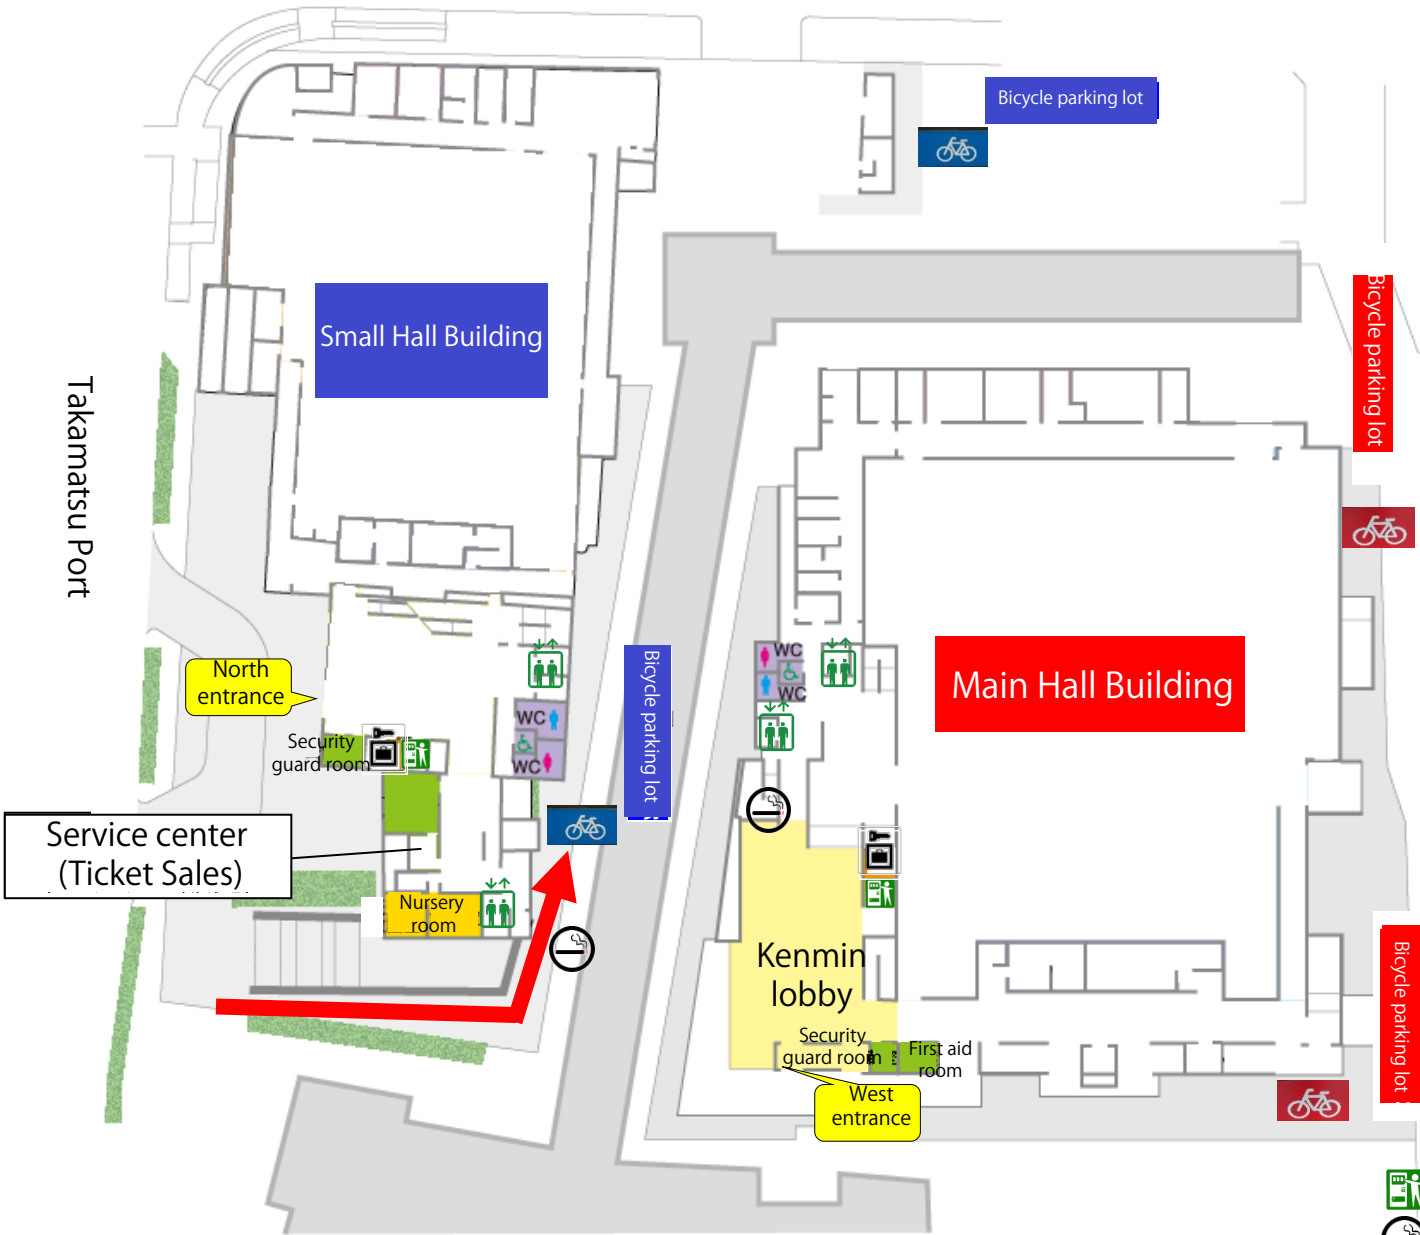 Bicycle parking lot
Small Hall Building
Bicycle parking lot
Takamatsu Port
North
entrance
Security
guard room
WC
WC
Bicycle parking lot
WC
WC
Main Hall Building
Service center
(Ticket Sales)
Nursery
room
Kenmin
lobby
Security
guard room
First aid
room
West
entrance
Bicycle parking lot